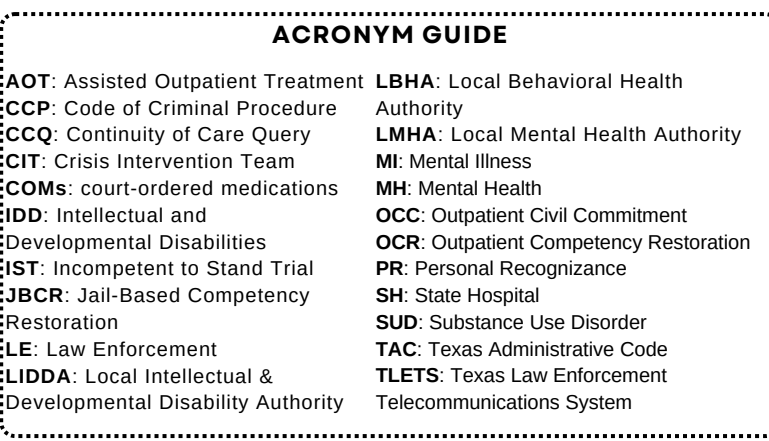 ACRONYM GUIDE
AOT: Assisted Outpatient Treatment
CCP: Code of Criminal Procedure
CCQ: Continuity of Care Query
CIT: Crisis Intervention Team
COMs: court-ordered medications
IDD: Intellectual and
Developmental Disabilities
IST: Incompetent to Stand Trial
JBCR: Jail-Based Competency
Restoration
LE: Law Enforcement
LIDDA: Local Intellectual &
Developmental Disability Authority
LBHA: Local Behavioral Health
Authority
LMHA: Local Mental Health Authority
MI: Mental Illness
MH: Mental Health
OCC: Outpatient Civil Commitment
OCR: Outpatient Competency Restoration
PR: Personal Recognizance
SH: State Hospital
SUD: Substance Use Disorder
TAC: Texas Administrative Code
TLETS: Texas Law Enforcement
Telecommunications System